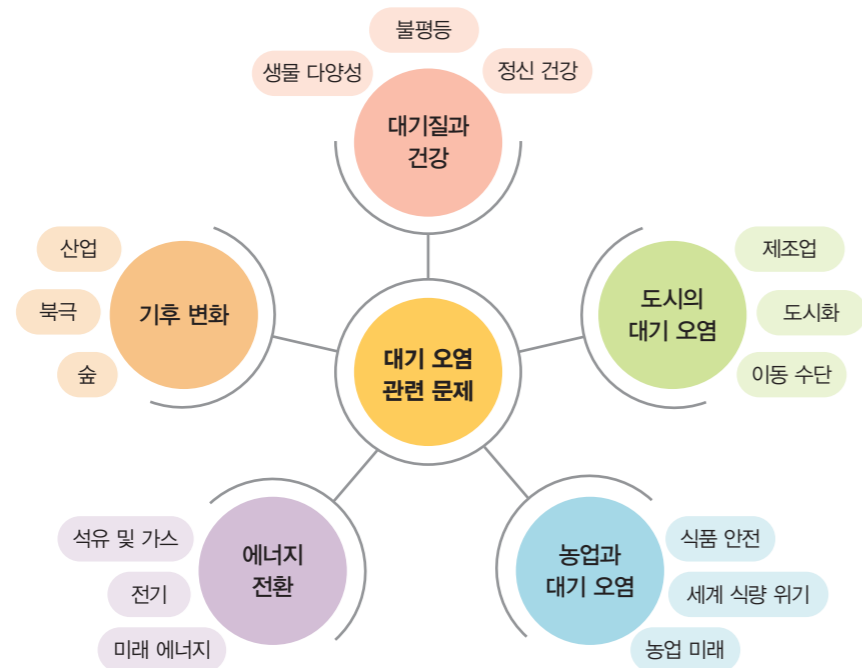 불평등
생물 다양성
정신 건강
대기질과
건강
산업
북극
숲
기후 변화
대기 오염
관련 문제
도시의
대기 오염
제조업
도시화
이동 수단
석유 및 가스
전기
미래 에너지
에너지
전환
농업과
대기 오염
식품 안전
세계 식량 위기
농업 미래